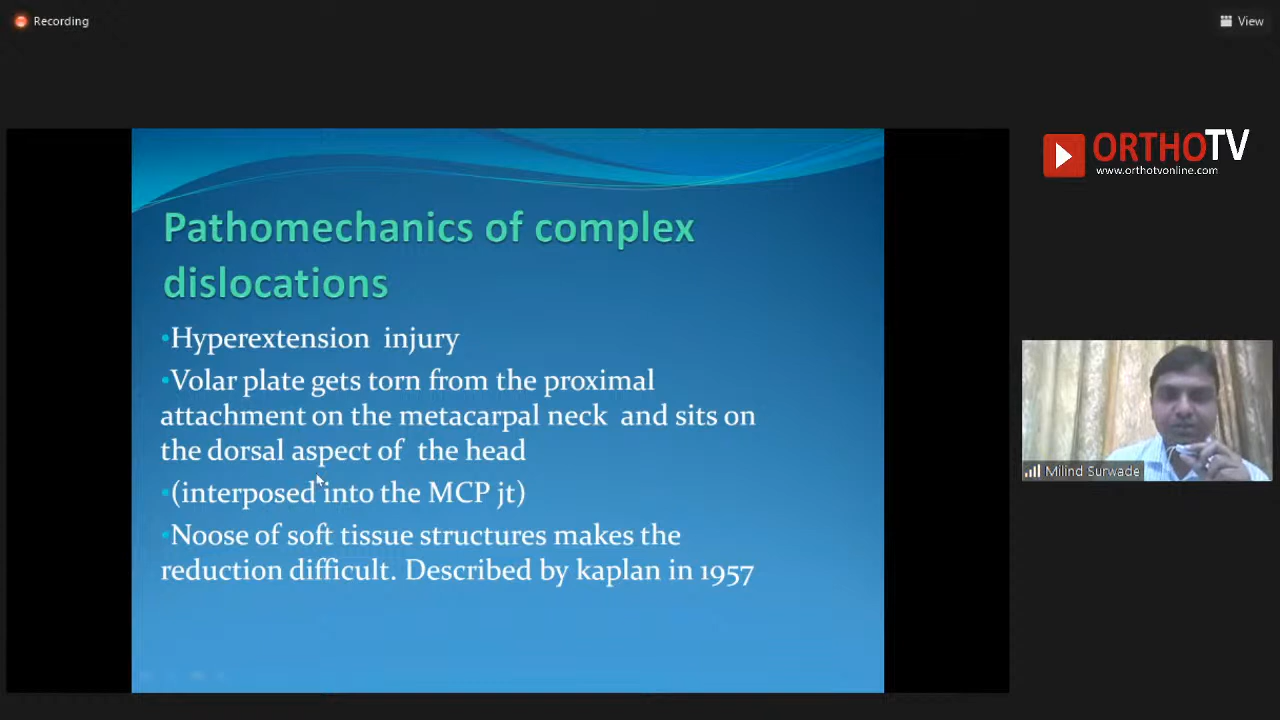 Recording
View
ORTHOTV
www.orthotvonline.com
Pathomechanics of complex
dislocations
•Hyperextension injury
•Volar plate gets torn from the proximal
attachment on the metacarpal neck and sits on
the dorsal aspect of the head
•(interposed into the MCP jt)
•Noose of soft tissue structures makes the
reduction difficult. Described by kaplan in 1957
Milind Surwade